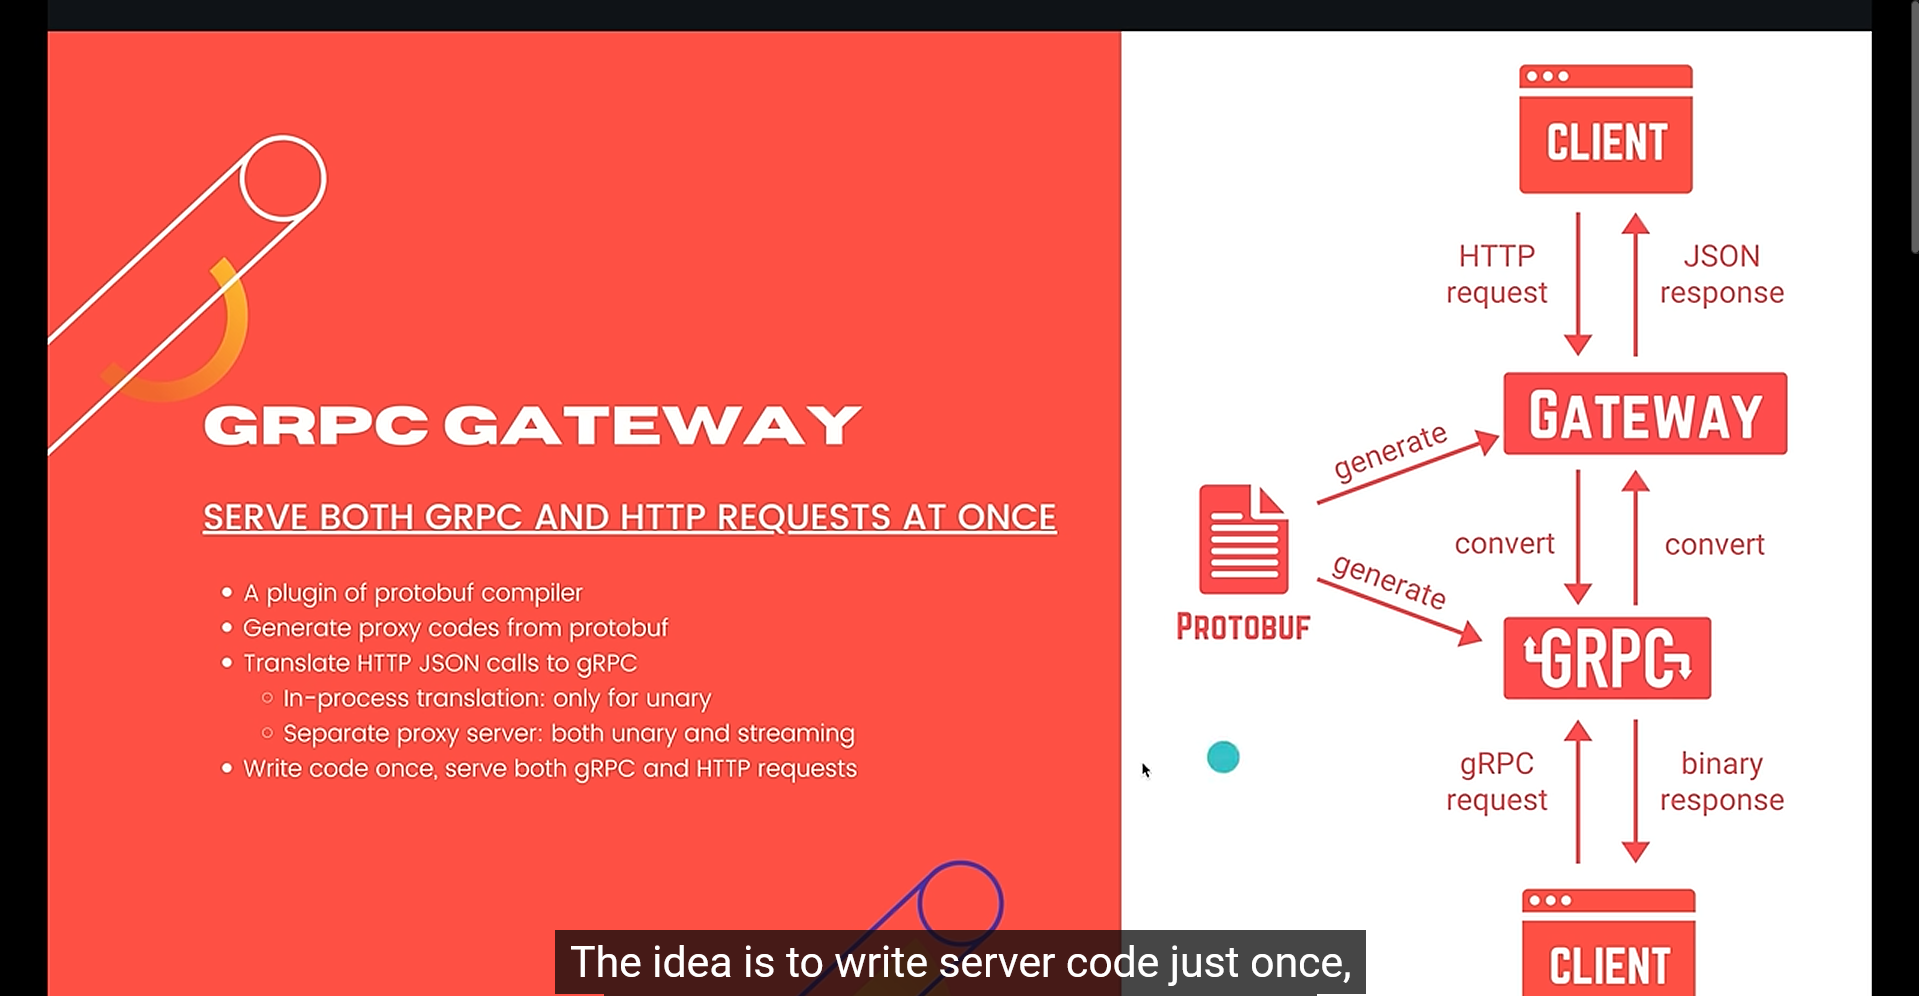 GRPC GATEWAY
SERVE BOTH GRPC AND HTTP REQUESTS AT ONCE
• A plugin of protobuf compiler
• Generate proxy codes from protobuf
• Translate HTTP JSON calls to gRPC
○ In-process translation: only for unary
○ Separate proxy server: both unary and streaming
• Write code once, serve both gRPC and HTTP requests
CLIENT
HTTP
request
JSON
response
GATEWAY
generate
PROTOBUF
generate
convert
convert
GRPC
gRPC
request
binary
response
CLIENT
The idea is to write server code just once,